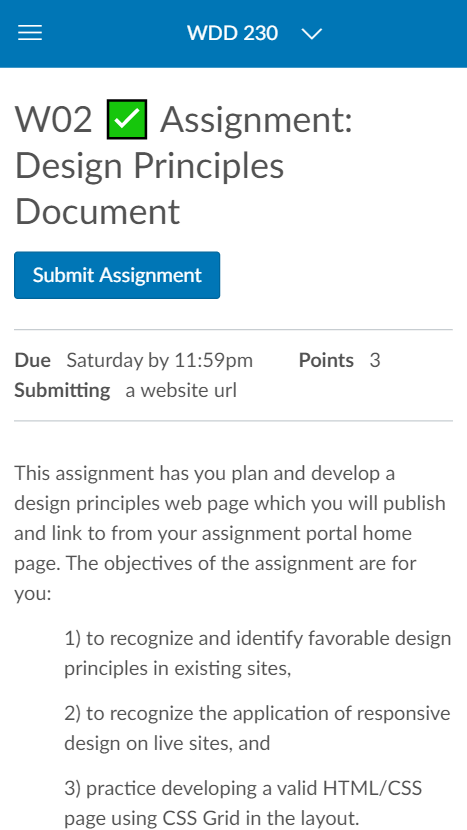 WDD 230
W02 ✅ Assignment:
Design Principles
Document
Submit Assignment
Due Saturday by 11:59pm Points 3
Submitting a website url
This assignment has you plan and develop a
design principles web page which you will publish
and link to from your assignment portal home
page. The objectives of the assignment are for
you:
1) to recognize and identify favorable design
principles in existing sites,
2) to recognize the application of responsive
design on live sites, and
3) practice developing a valid HTML/CSS
page using CSS Grid in the layout.